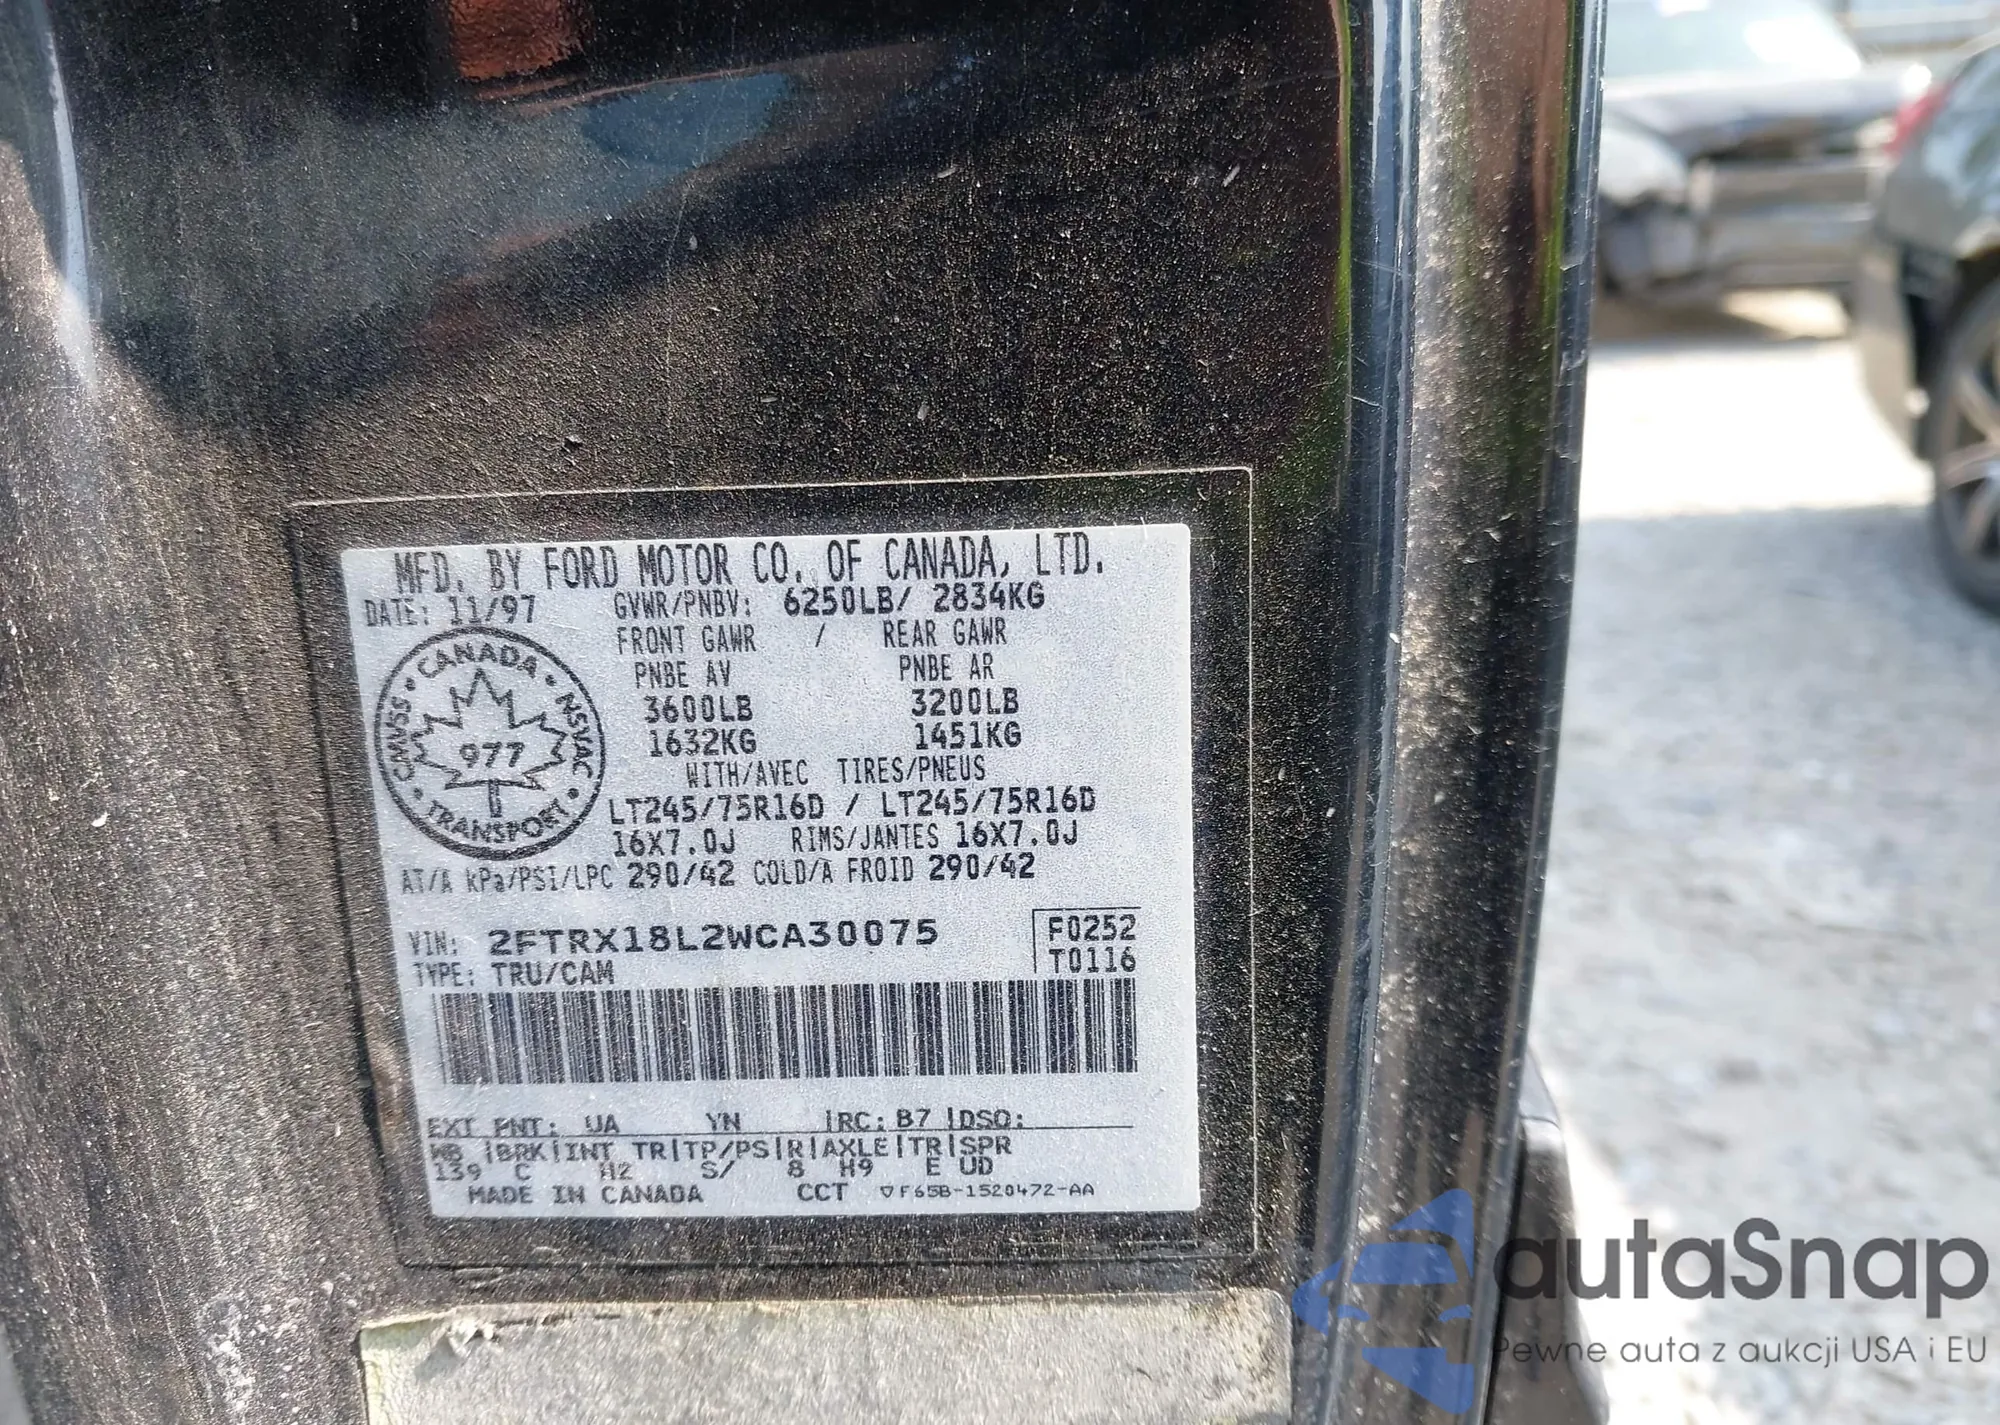 MFD. BY FORD MOTOR CO. OF CANADA, LTD.
DATE: 11/97 GVWR/PNBV: 6250LB/ 2834KG
FRONT GAWR / REAR GAWR
PNBE AV PNBE AR
3600LB 3200LB
1632KG 1451KG
WITH/AVEC TIRES/PNEUS
LT245/75R16D / LT245/75R16D
16X7.0J RIMS/JANTES 16X7.0J
AT/A kPa/PSI/LPC 290/42 COLD/A FROID 290/42
CANADA
CMVSS NSVAC
977
TRANSPORT
VIN: 2FTRX18L2WCA30075 F0252
TYPE: TRU/CAM T0116
EXT PNT: UA YN |RC: B7 |DSO:
WB |BRK|INT TR|TP/PS|R|AXLE|TR|SPR
139 C H2 S/ 8 H9 E UD
MADE IN CANADA CCT ▽F65B-1520472-AA
autaSnap
Pewne auta z aukcji USA i EU